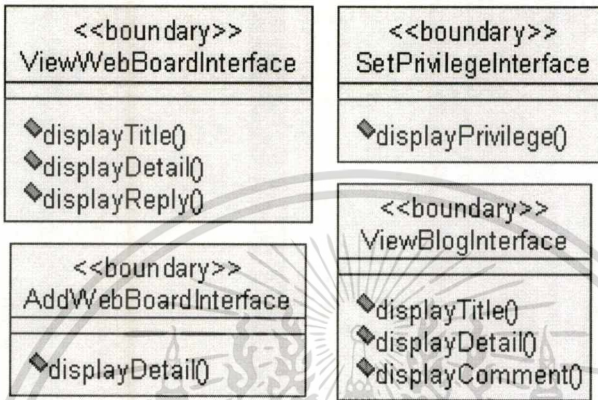 <<boundary>>
ViewWebBoardInterface
displayTitle()
displayDetail()
displayReply()
<<boundary>>
SetPrivilegeInterface
displayPrivilege()
<<boundary>>
AddWebBoardInterface
displayDetail()
<<boundary>>
ViewBlogInterface
displayTitle()
displayDetail()
displayComment()